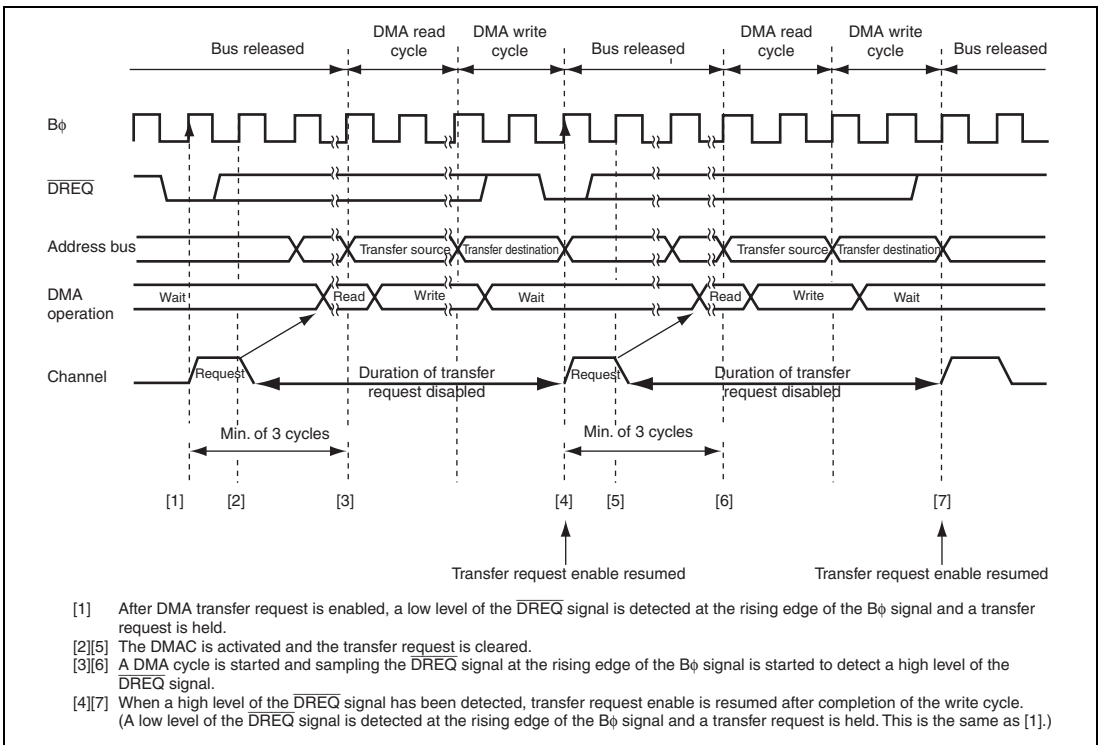 Bus released
DMA read cycle
DMA write cycle
Bus released
DMA read cycle
DMA write cycle
Bus released
Bφ
DREQ
Address bus
Transfer source
Transfer destination
Transfer source
Transfer destination
DMA operation
Wait
Read
Write
Wait
Read
Write
Wait
Channel
Request
Duration of transfer request disabled
Request
Duration of transfer request disabled
Min. of 3 cycles
Min. of 3 cycles
[1]
[2]
[3]
[4]
[5]
[6]
[7]
Transfer request enable resumed
Transfer request enable resumed
[1] After DMA transfer request is enabled, a low level of the DREQ signal is detected at the rising edge of the Bφ signal and a transfer
request is held.
[2][5] The DMAC is activated and the transfer request is cleared.
[3][6] A DMA cycle is started and sampling the DREQ signal at the rising edge of the Bφ signal is started to detect a high level of the
DREQ signal.
[4][7] When a high level of the DREQ signal has been detected, transfer request enable is resumed after completion of the write cycle.
(A low level of the DREQ signal is detected at the rising edge of the Bφ signal and a transfer request is held. This is the same as [1].)